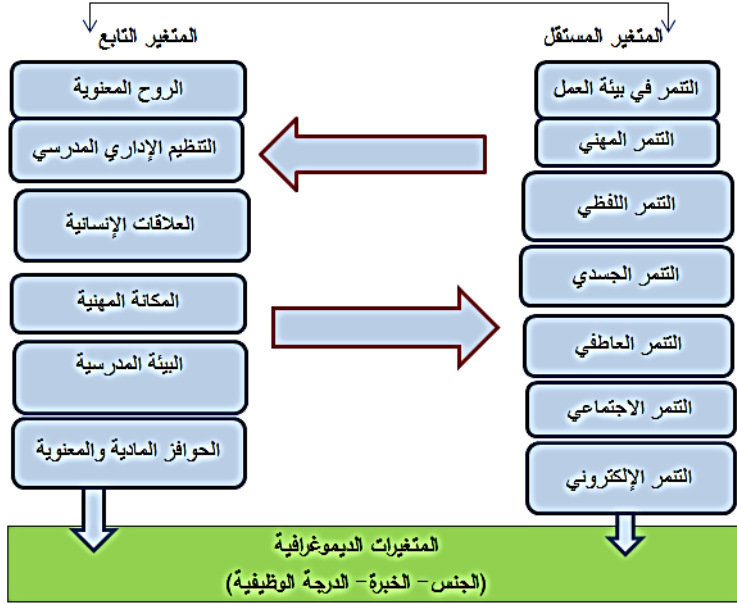 المتغير المستقل
التنمر في بيئة العمل
التنمر المهني
التنمر اللفظي
التنمر الجسدي
التنمر العاطفي
التنمر الاجتماعي
التنمر الإلكتروني
المتغير التابع
الروح المعنوية
التنظيم الإداري المدرسي
العلاقات الإنسانية
المكانة المهنية
البيئة المدرسية
الحوافز المادية والمعنوية
المتغيرات الديموغرافية
(الجنس- الخبرة- الدرجة الوظيفية)